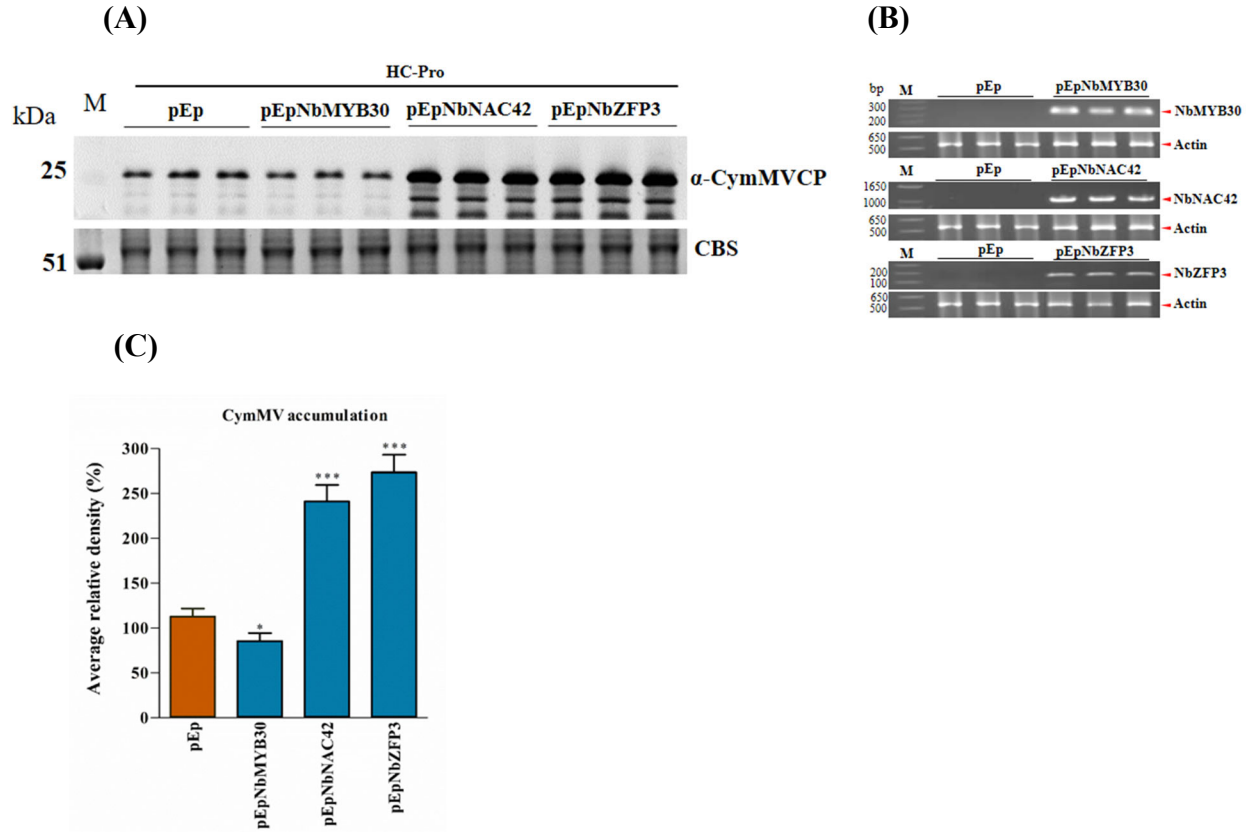 (A)
HC-Pro
kDa M pEp pEpNbMYB30 pEpNbNAC42 pEpNbZFP3
25 α-CymMVCP
51 CBS
(B)
bp M pEp pEpNbMYB30
300
200 NbMYB30
650
500 Actin
M pEp pEpNbNAC42
1650
1000 NbNAC42
650
500 Actin
M pEp pEpNbZFP3
200
100 NbZFP3
650
500 Actin
(C)
CymMV accumulation
Average relative density (%)
300
250
200
150
100
50
0
*
***
***
pEp
pEpNbMYB30
pEpNbNAC42
pEpNbZFP3